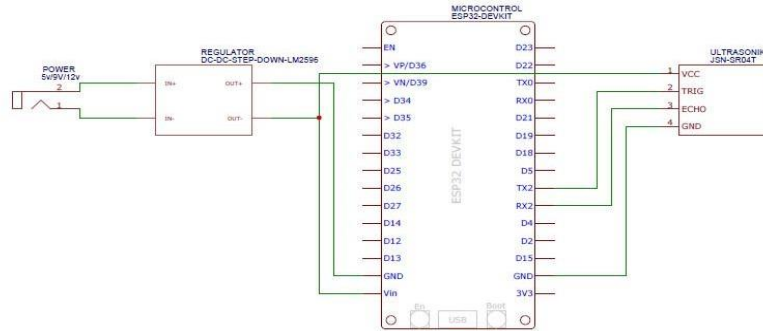 MICROCONTROL
ESP32-DEVKIT
POWER
5v/9V/12v
2
1
REGULATOR
DC-DC-STEP-DOWN-LM2596
IN+
OUT+
IN-
OUT-
EN
> VP/D36
> VN/D39
> D34
> D35
D32
D33
D25
D26
D27
D14
D12
D13
GND
Vin
ESP32 DEVKIT
En
USB
Boot
D23
D22
TX0
RX0
D21
D19
D18
D5
TX2
RX2
D4
D2
D15
GND
3V3
ULTRASONIK
JSN-SR04T
1 VCC
2 TRIG
3 ECHO
4 GND